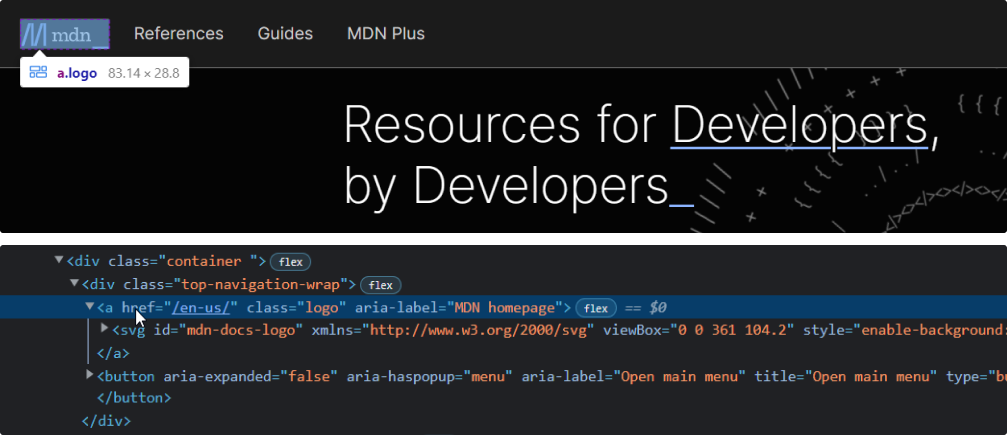 mdn_ References Guides MDN Plus
a.logo 83.14 × 28.8
Resources for Developers,
by Developers_
▼<div class="container "> flex
▼<div class="top-navigation-wrap"> flex
▼<a href="/en-us/" class="logo" aria-label="MDN homepage"> flex == $0
▶<svg id="mdn-docs-logo" xmlns="http://www.w3.org/2000/svg" viewBox="0 0 361 104.2" style="enable-background:
</a>
▶<button aria-expanded="false" aria-haspopup="menu" aria-label="Open main menu" title="Open main menu" type="bu
</button>
</div>